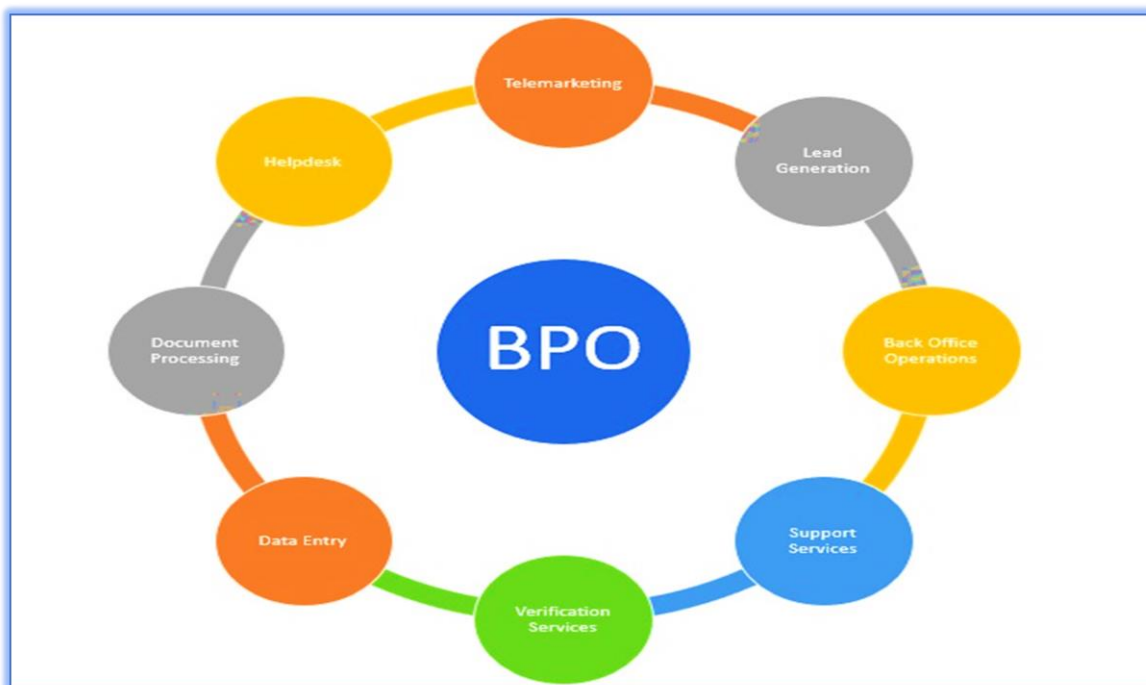 Telemarketing
Lead
Generation
Back Office
Operations
Support
Services
Verification
Services
Data Entry
Document
Processing
Helpdesk
BPO